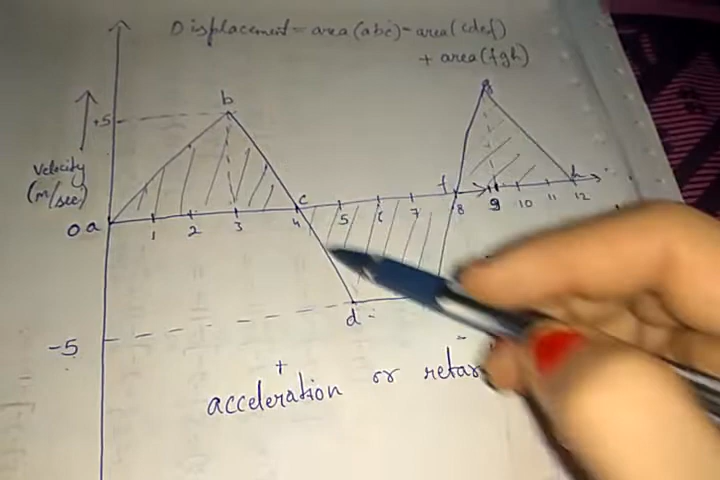 Displacement = area(abc) - area(cdef)
+ area(fgh)
b
g
+5
velocity
(m/sec)
c
f
h
0 a
1 2 3 4 5 6 7 8 9 10 11 12
d
-5
+ -
acceleration or retar